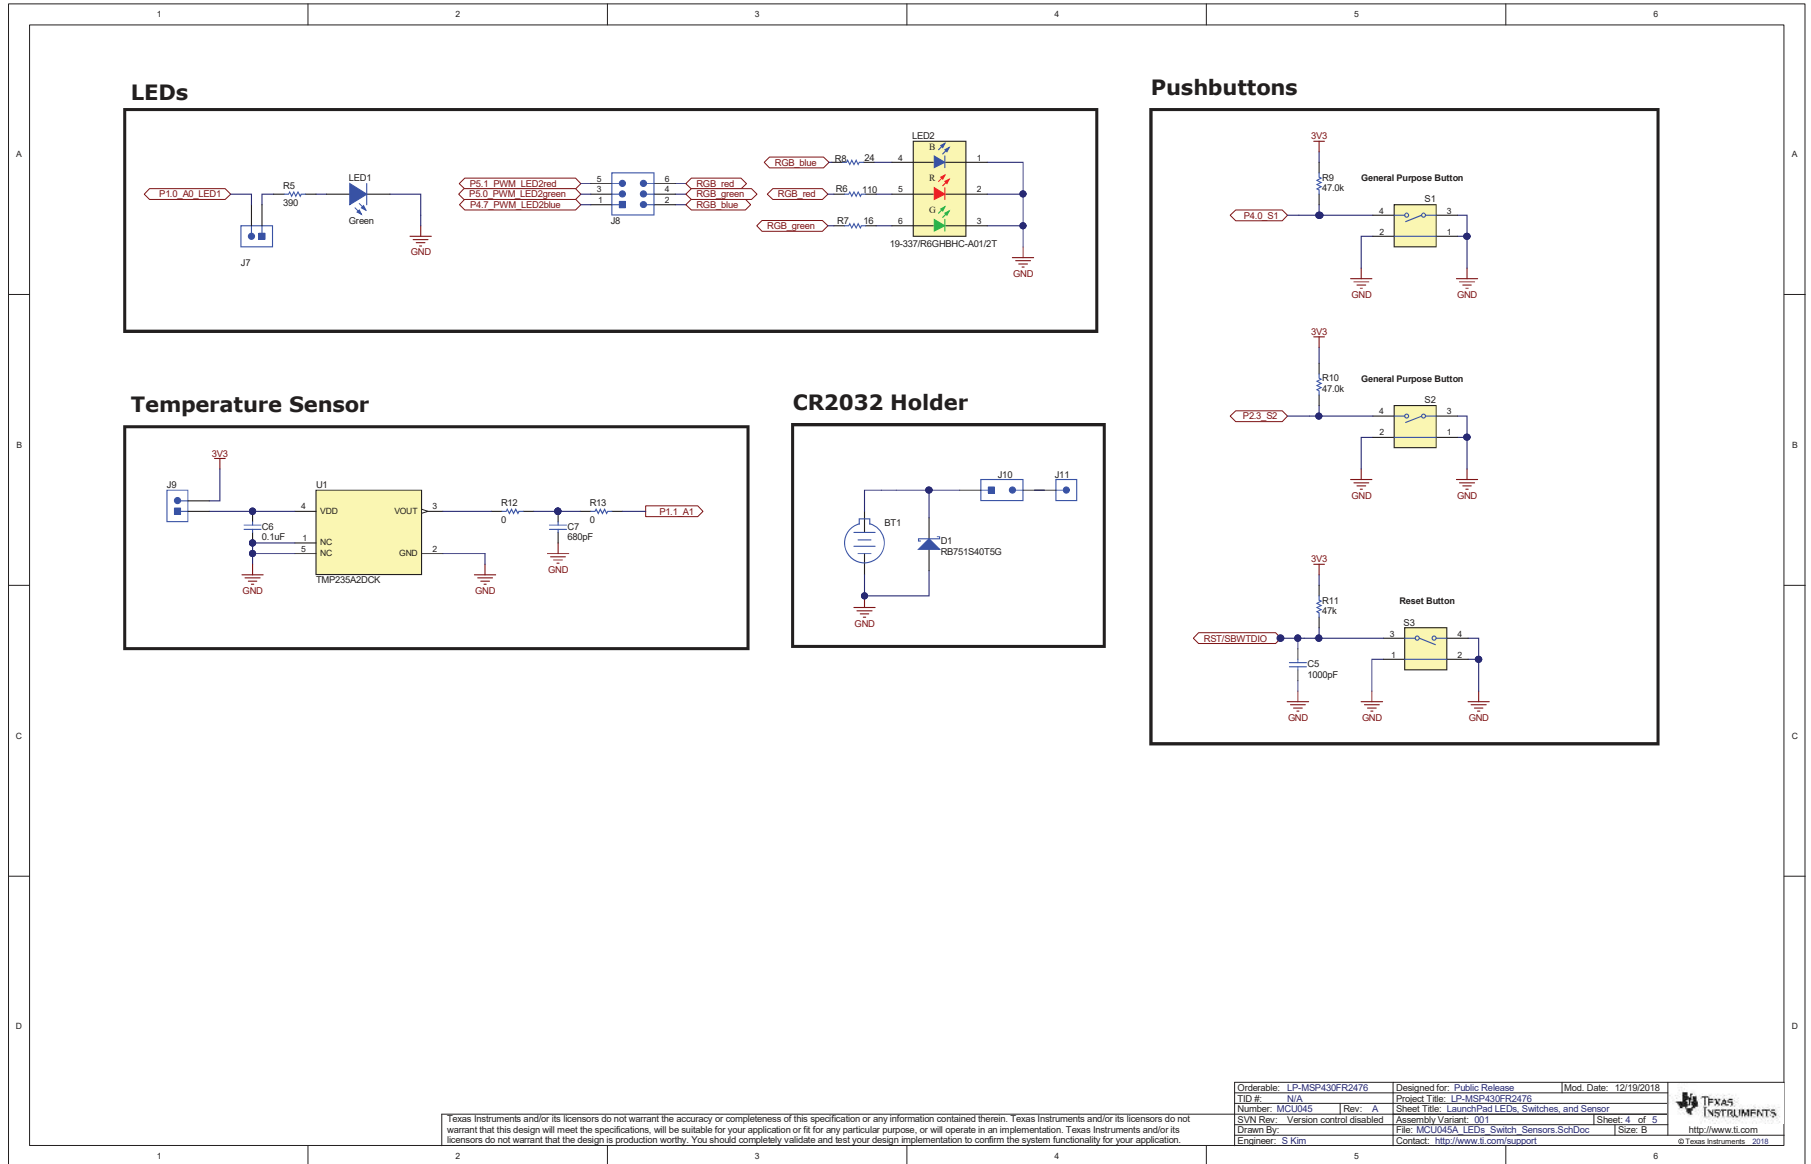 1 2 3 4 5 6
A A
B B
C C
D D
LEDs
P1.0_A0_LED1
J7
R5
390
LED1
Green
GND
P5.1_PWM_LED2red 5 6 RGB_red
P5.0_PWM_LED2green 3 4 RGB_green
P4.7_PWM_LED2blue 1 2 RGB_blue
J8
LED2
RGB_blue R8 24 4 B 1
RGB_red R6 110 5 R 2
RGB_green R7 16 6 G 3
19-337/R6GHBHC-A01/2T
GND
Pushbuttons
3V3
R9
47.0k
General Purpose Button
S1
P4.0_S1 4 3
2 1
GND GND
3V3
R10
47.0k
General Purpose Button
S2
P2.3_S2 4 3
2 1
GND GND
3V3
R11
47k
Reset Button
S3
RST/SBWTDIO 3 4
1 2
C5
1000pF
GND GND GND
Temperature Sensor
3V3
J9
U1
4 VDD VOUT 3
C6
0.1uF
1 NC
5 NC GND 2
TMP235A2DCK
R12
0
C7
680pF
R13
0
P1.1_A1
GND GND GND
CR2032 Holder
J10 J11
BT1
D1
RB751S40T5G
GND
Texas Instruments and/or its licensors do not warrant the accuracy or completeness of this specification or any information contained therein. Texas Instruments and/or its licensors do not
warrant that this design will meet the specifications, will be suitable for your application or fit for any particular purpose, or will operate in an implementation. Texas Instruments and/or its
licensors do not warrant that the design is production worthy. You should completely validate and test your design implementation to confirm the system functionality for your application.
Orderable: LP-MSP430FR2476 Designed for: Public Release Mod. Date: 12/19/2018
TID #: N/A Project Title: LP-MSP430FR2476
Number: MCU045 Rev: A Sheet Title: LaunchPad LEDs, Switches, and Sensor
SVN Rev: Version control disabled Assembly Variant: 001 Sheet: 4 of 5
Drawn By: File: MCU045A_LEDs_Switch_Sensors.SchDoc Size: B
Engineer: S Kim Contact: http://www.ti.com/support
TEXAS
INSTRUMENTS
http://www.ti.com
© Texas Instruments 2018
1 2 3 4 5 6